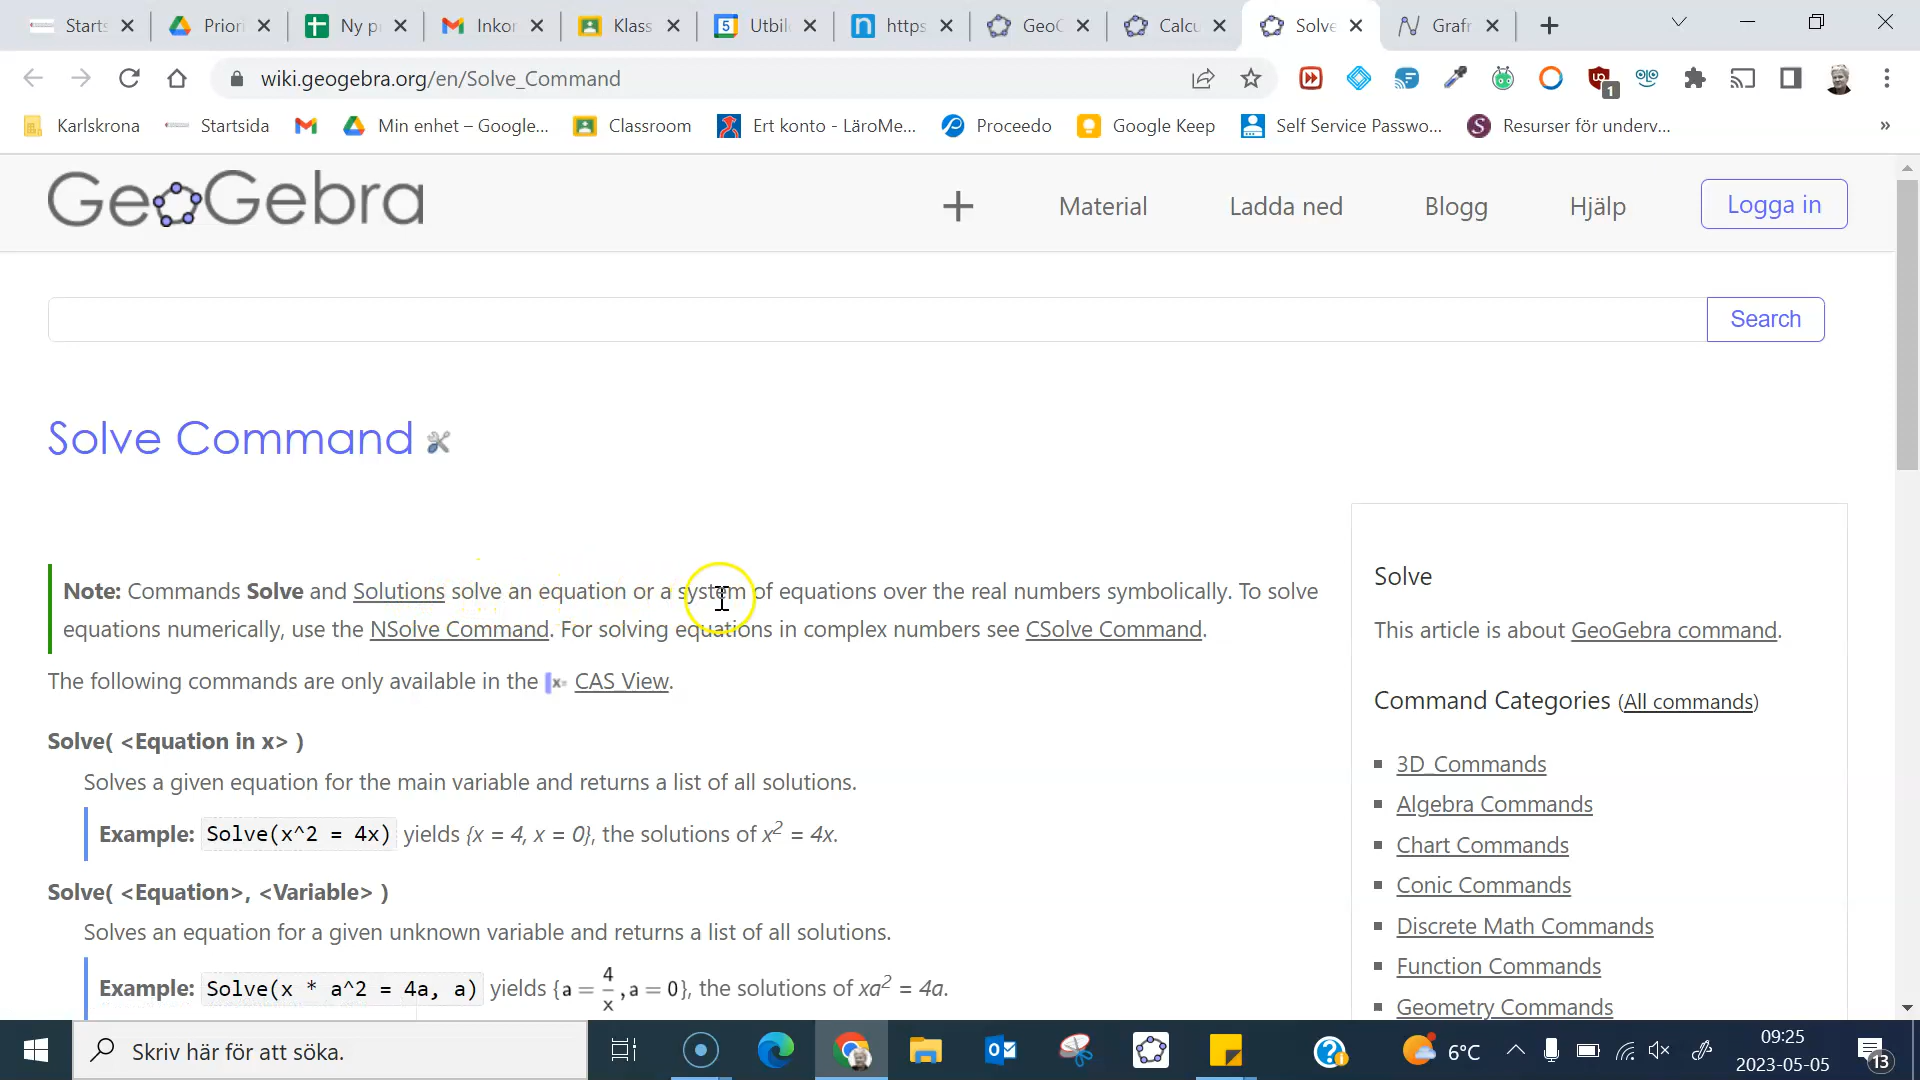 Starts
Priori
Ny p
Inkor
Klass
5
Utbil
n
https
GeoG
Calcu
Solve
Grafr
wiki.geogebra.org/en/Solve_Command
1
Karlskrona
Startsida
Min enhet – Google...
Classroom
Ert konto - LäroMe...
Proceedo
Google Keep
Self Service Passwo...
S
Resurser för underv...
»
GeoGebra
Material
Ladda ned
Blogg
Hjälp
Logga in
Search
Solve Command
Note: Commands Solve and Solutions solve an equation or a system of equations over the real numbers symbolically. To solve
equations numerically, use the NSolve Command. For solving equations in complex numbers see CSolve Command.
The following commands are only available in the x= CAS View.
Solve( <Equation in x> )
Solves a given equation for the main variable and returns a list of all solutions.
Example: Solve(x^2 = 4x) yields {x = 4, x = 0}, the solutions of x² = 4x.
Solve( <Equation>, <Variable> )
Solves an equation for a given unknown variable and returns a list of all solutions.
Example: Solve(x * a^2 = 4a, a) yields {a = 4/x, a = 0}, the solutions of xa² = 4a.
Solve
This article is about GeoGebra command.
Command Categories (All commands)
3D_Commands
Algebra Commands
Chart Commands
Conic Commands
Discrete Math Commands
Function Commands
Geometry Commands
Skriv här för att söka.
6°C
09:25
2023-05-05
13